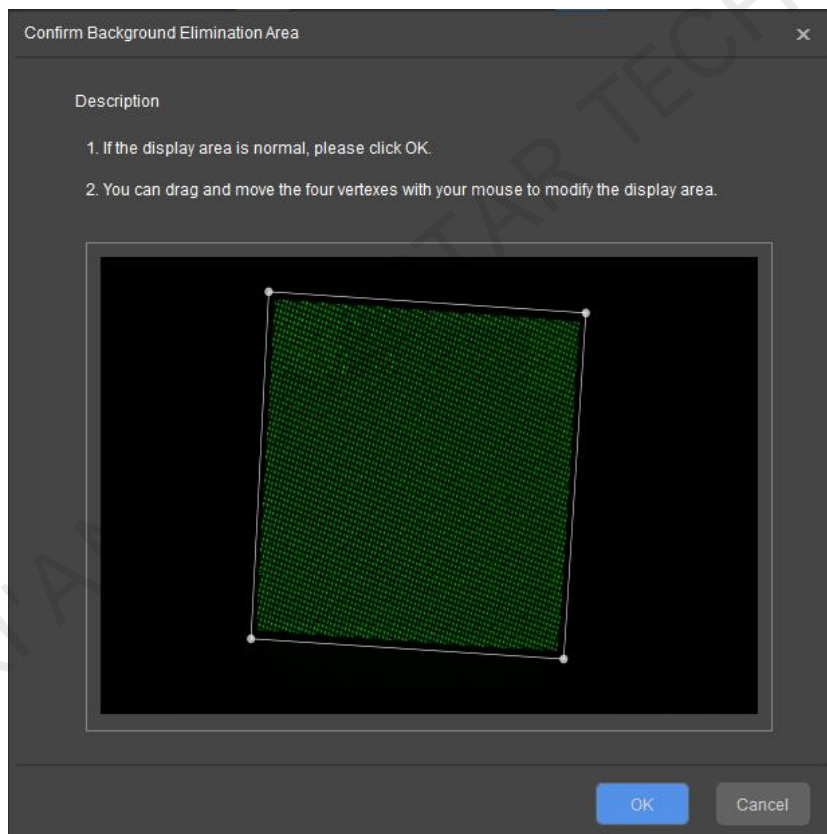 Confirm Background Elimination Area
Description
1. If the display area is normal, please click OK.
2. You can drag and move the four vertexes with your mouse to modify the display area.
OK
Cancel